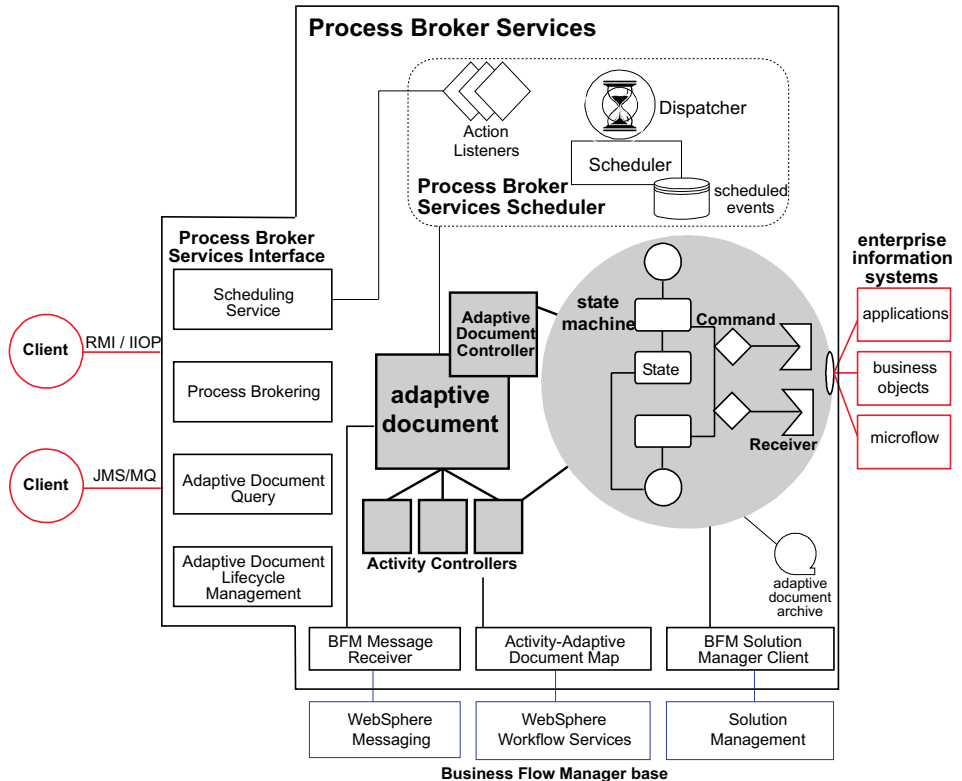 Process Broker Services
Action
Listeners
Dispatcher
Scheduler
scheduled
events
Process Broker
Services Scheduler
Process Broker
Services Interface
Scheduling
Service
Process Brokering
Adaptive Document
Query
Adaptive Document
Lifecycle
Management
Client
RMI / IIOP
Client
JMS/MQ
Adaptive
Document
Controller
adaptive
document
Activity Controllers
state
machine
State
Command
Receiver
enterprise
information
systems
applications
business
objects
microflow
adaptive
document
archive
BFM Message
Receiver
Activity-Adaptive
Document Map
BFM Solution
Manager Client
WebSphere
Messaging
WebSphere
Workflow Services
Solution
Management
Business Flow Manager base